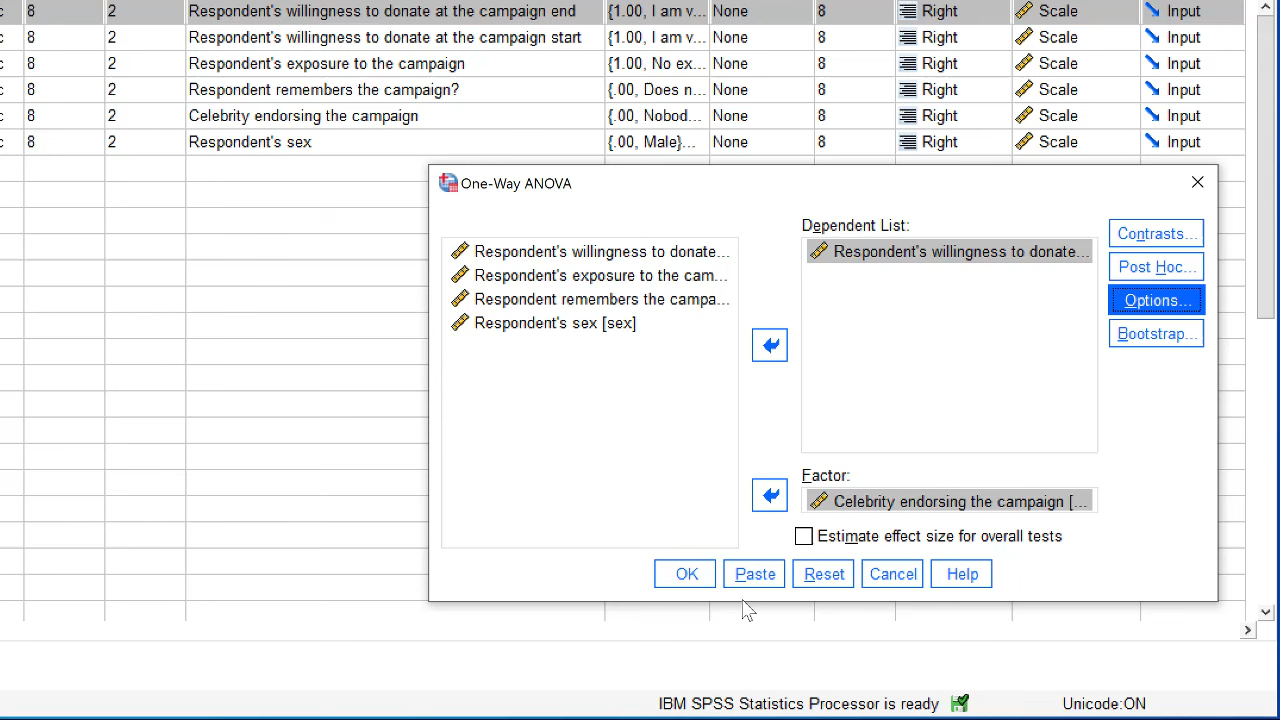 c 8 2 Respondent's willingness to donate at the campaign end {1.00, I am v... None 8 Right Scale Input
c 8 2 Respondent's willingness to donate at the campaign start {1.00, I am v... None 8 Right Scale Input
c 8 2 Respondent's exposure to the campaign {1.00, No ex... None 8 Right Scale Input
c 8 2 Respondent remembers the campaign? {.00, Does n... None 8 Right Scale Input
c 8 2 Celebrity endorsing the campaign {.00, Nobod... None 8 Right Scale Input
c 8 2 Respondent's sex {.00, Male}... None 8 Right Scale Input
One-Way ANOVA
Dependent List:
Respondent's willingness to donate...
Respondent's exposure to the cam...
Respondent remembers the campa...
Respondent's sex [sex]
Respondent's willingness to donate...
Contrasts...
Post Hoc...
Options...
Bootstrap...
Factor:
Celebrity endorsing the campaign [...
Estimate effect size for overall tests
OK Paste Reset Cancel Help
IBM SPSS Statistics Processor is ready Unicode:ON